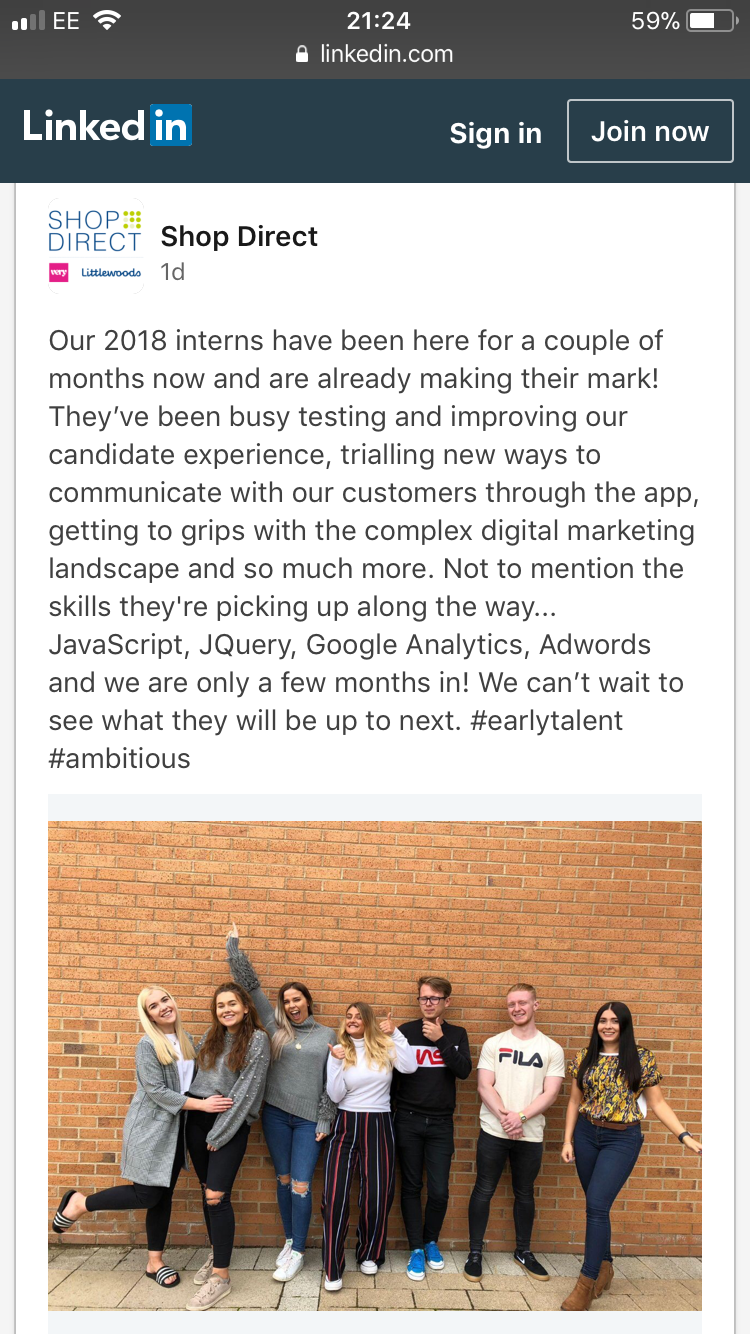 EE 21:24 59%
linkedin.com
Linked in Sign in Join now
SHOP DIRECT
very Littlewoods
Shop Direct
1d
Our 2018 interns have been here for a couple of
months now and are already making their mark!
They’ve been busy testing and improving our
candidate experience, trialling new ways to
communicate with our customers through the app,
getting to grips with the complex digital marketing
landscape and so much more. Not to mention the
skills they're picking up along the way...
JavaScript, JQuery, Google Analytics, Adwords
and we are only a few months in! We can’t wait to
see what they will be up to next. #earlytalent
#ambitious
FILA